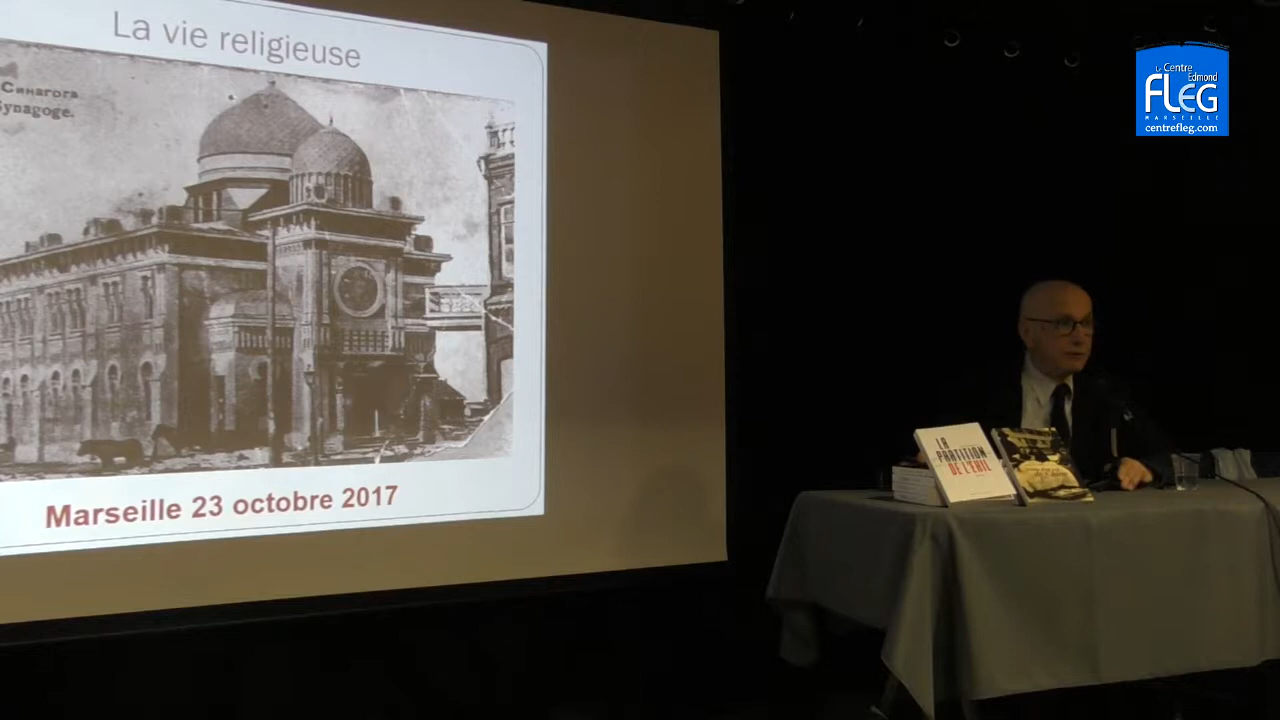 La vie religieuse
Синагога
Synagoge.
Marseille 23 octobre 2017
Le Centre
Edmond
FLEG
MARSEILLE
centrefleg.com
LA
PARTITION
DE L'EXIL